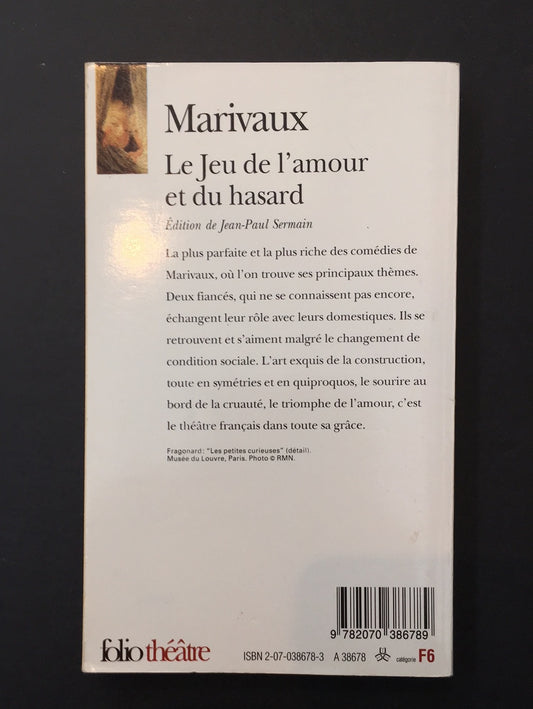 Marivaux
Le Jeu de l'amour
et du hasard
Édition de Jean-Paul Sermain
La plus parfaite et la plus riche des comédies de
Marivaux, où l'on trouve ses principaux thèmes.
Deux fiancés, qui ne se connaissent pas encore,
échangent leur rôle avec leurs domestiques. Ils se
retrouvent et s'aiment malgré le changement de
condition sociale. L'art exquis de la construction,
toute en symétries et en quiproquos, le sourire au
bord de la cruauté, le triomphe de l'amour, c'est
le théâtre français dans toute sa grâce.
Fragonard : "Les petites curieuses" (détail).
Musée du Louvre, Paris. Photo © RMN.
9 782070 386789
foliothéâtre
ISBN 2-07-038678-3 A 38678 catégorie F6